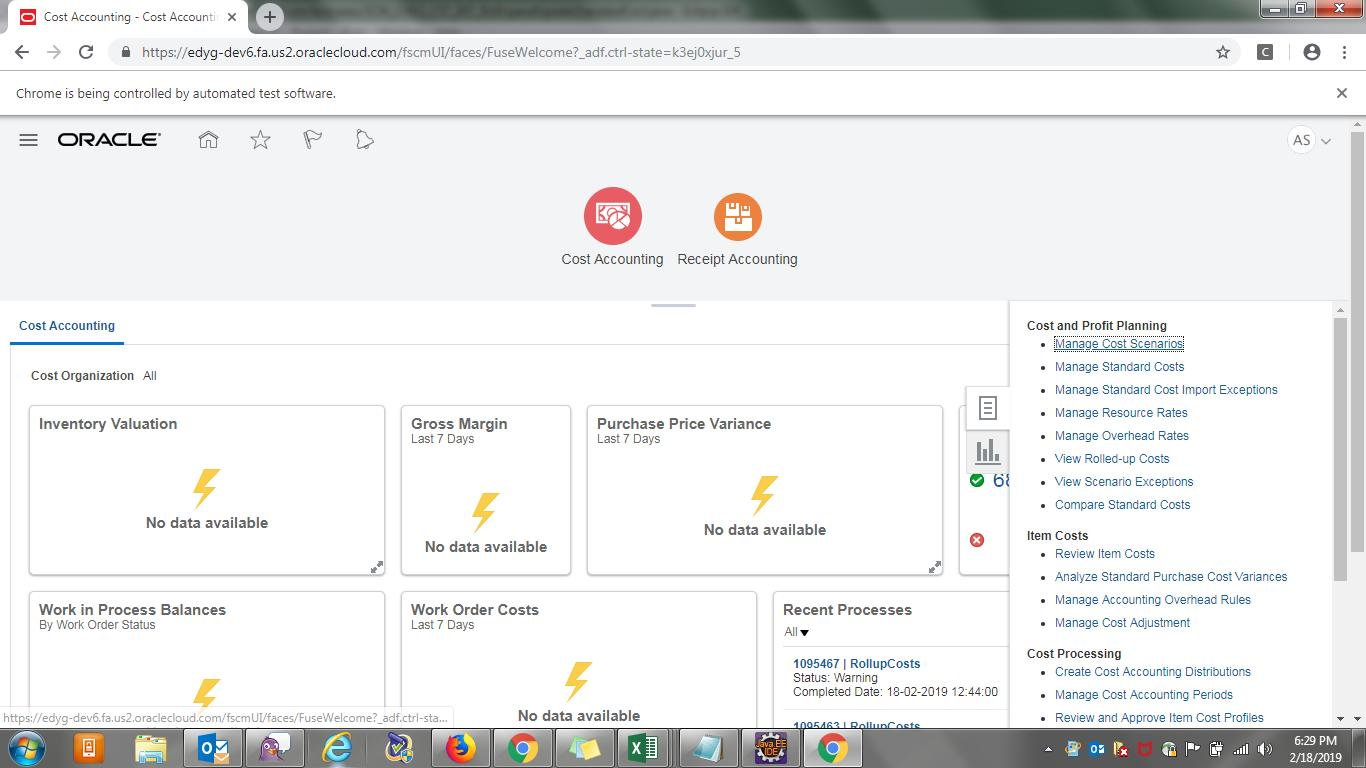 Cost Accounting - Cost Accountin
https://edyg-dev6.fa.us2.oraclecloud.com/fscmUI/faces/FuseWelcome?_adf.ctrl-state=k3ej0xjur_5
C
Chrome is being controlled by automated test software.
ORACLE
AS
Cost Accounting
Receipt Accounting
Cost Accounting
Cost Organization All
Inventory Valuation
No data available
Gross Margin
Last 7 Days
No data available
Purchase Price Variance
Last 7 Days
No data available
68
Work in Process Balances
By Work Order Status
Work Order Costs
Last 7 Days
No data available
Recent Processes
All
1095467 | RollupCosts
Status: Warning
Completed Date: 18-02-2019 12:44:00
1095463 | RollupCosts
Cost and Profit Planning
Manage Cost Scenarios
Manage Standard Costs
Manage Standard Cost Import Exceptions
Manage Resource Rates
Manage Overhead Rates
View Rolled-up Costs
View Scenario Exceptions
Compare Standard Costs
Item Costs
Review Item Costs
Analyze Standard Purchase Cost Variances
Manage Accounting Overhead Rules
Manage Cost Adjustment
Cost Processing
Create Cost Accounting Distributions
Manage Cost Accounting Periods
Review and Approve Item Cost Profiles
https://edyg-dev6.fa.us2.oraclecloud.com/fscmUI/faces/FuseWelcome?_adf.ctrl-sta...
Java EE
IDE
6:29 PM
2/18/2019